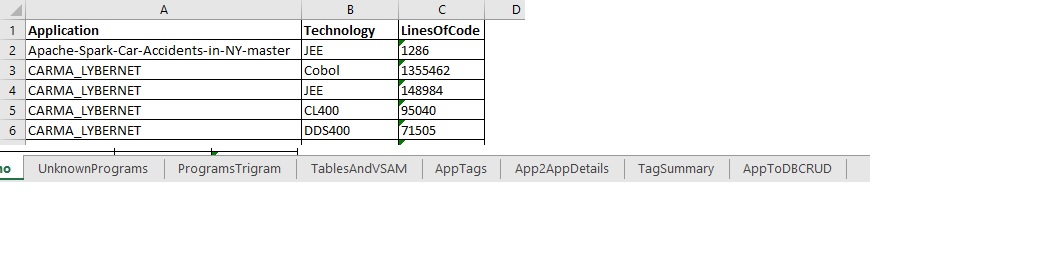 A B C D
1 Application Technology LinesOfCode
2 Apache-Spark-Car-Accidents-in-NY-master JEE 1286
3 CARMA_LYBERNET Cobol 1355462
4 CARMA_LYBERNET JEE 148984
5 CARMA_LYBERNET CL400 95040
6 CARMA_LYBERNET DDS400 71505
UnknownPrograms ProgramsTrigram TablesAndVSAM AppTags App2AppDetails TagSummary AppToDBCRUD